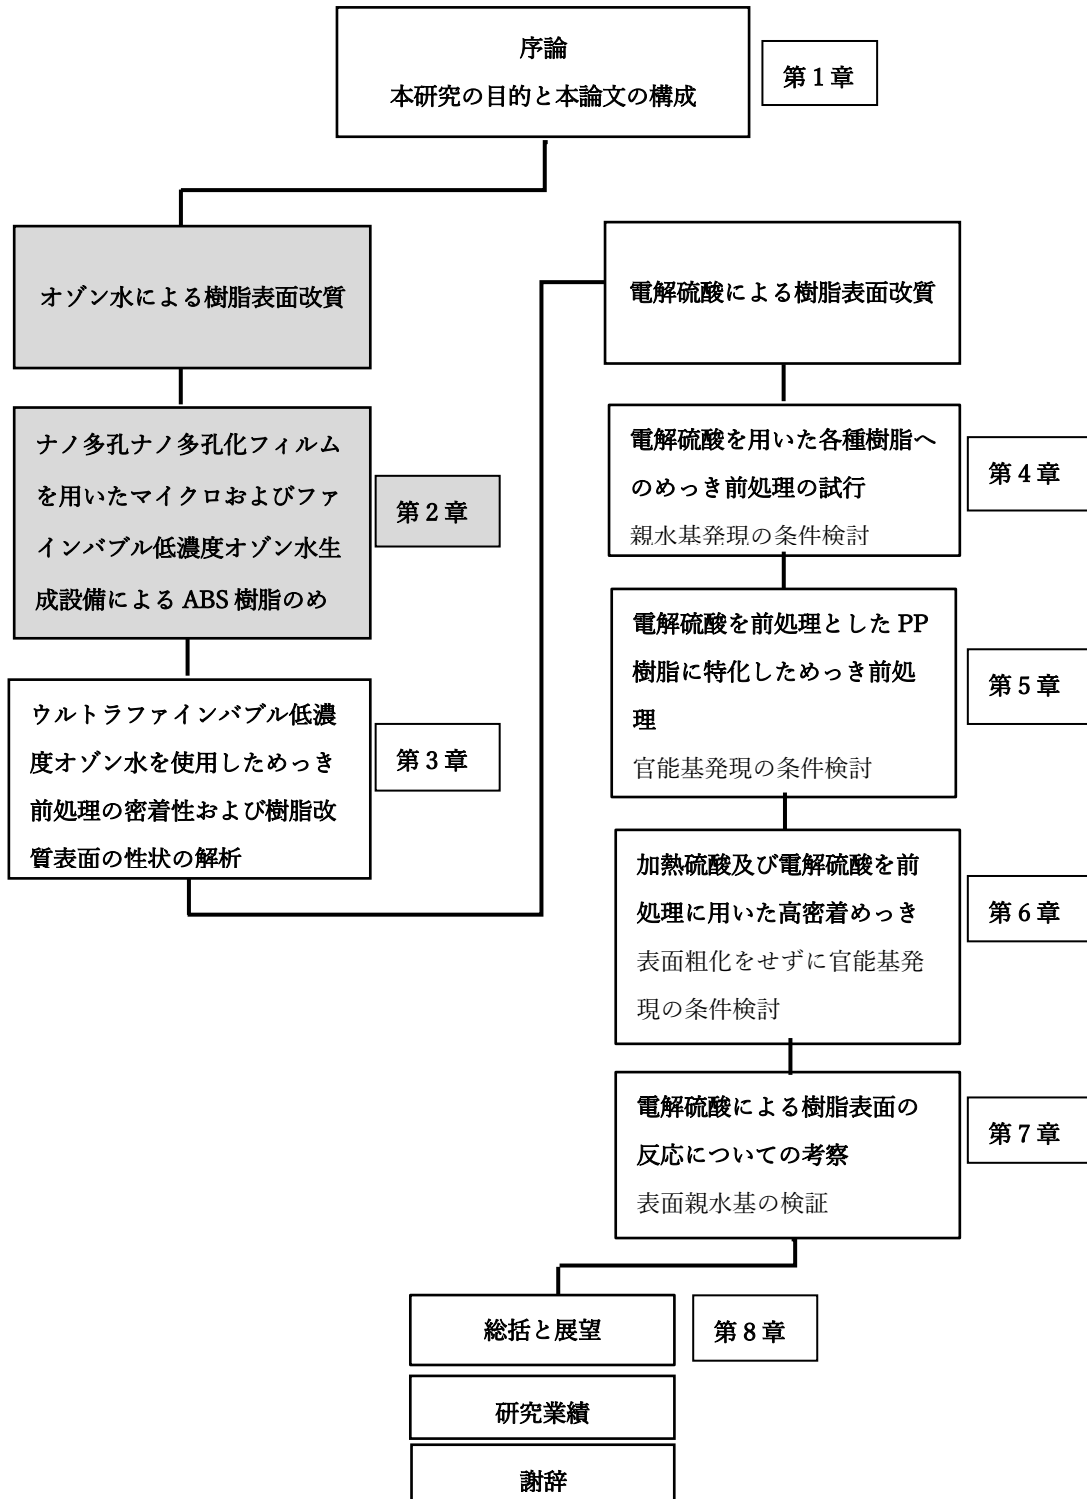 序論
本研究の目的と本論文の構成
第1章
オゾン水による樹脂表面改質
ナノ多孔ナノ多孔化フィルム
を用いたマイクロおよびファ
インバブル低濃度オゾン水生
成設備による ABS 樹脂のめ
第2章
ウルトラファインバブル低濃
度オゾン水を使用しためっき
前処理の密着性および樹脂改
質表面の性状の解析
第3章
電解硫酸による樹脂表面改質
電解硫酸を用いた各種樹脂へ
のめっき前処理の試行
親水基発現の条件検討
第4章
電解硫酸を前処理とした PP
樹脂に特化しためっき前処
理
官能基発現の条件検討
第5章
加熱硫酸及び電解硫酸を前
処理に用いた高密着めっき
表面粗化をせずに官能基発
現の条件検討
第6章
電解硫酸による樹脂表面の
反応についての考察
表面親水基の検証
第7章
総括と展望
第8章
研究業績
謝辞